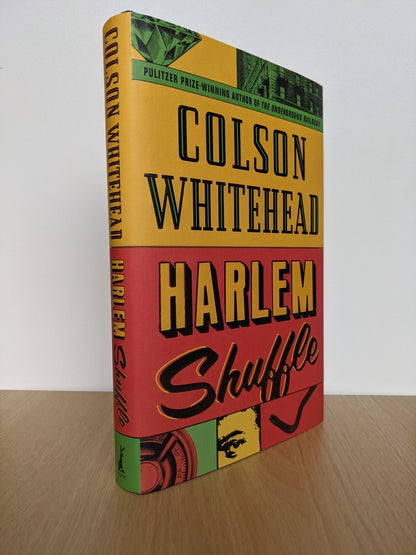 PULITZER PRIZE-WINNING AUTHOR OF THE UNDERGROUND RAILROAD
COLSON
WHITEHEAD
HARLEM
Shuffle
COLSON WHITEHEAD
HARLEM
Shuffle